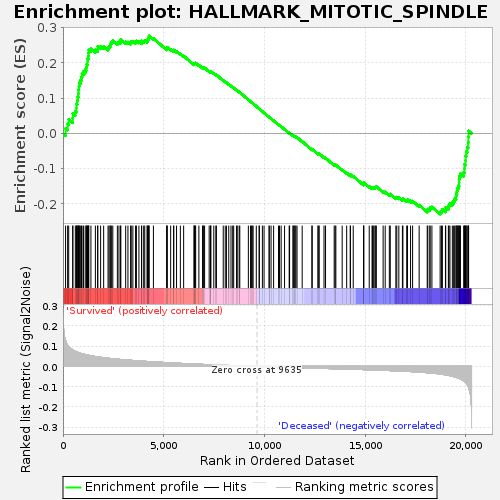 Enrichment plot: HALLMARK_MITOTIC_SPINDLE
Enrichment score (ES)
0.3
0.2
0.1
0.0
-0.1
-0.2
'Survived' (positively correlated)
Ranked list metric (Signal2Noise)
0.3
0.2
0.1
0.0
-0.1
-0.2
-0.3
Zero cross at 9635
'Deceased' (negatively correlated)
0
5,000
10,000
15,000
20,000
Rank in Ordered Dataset
Enrichment profile
Hits
Ranking metric scores